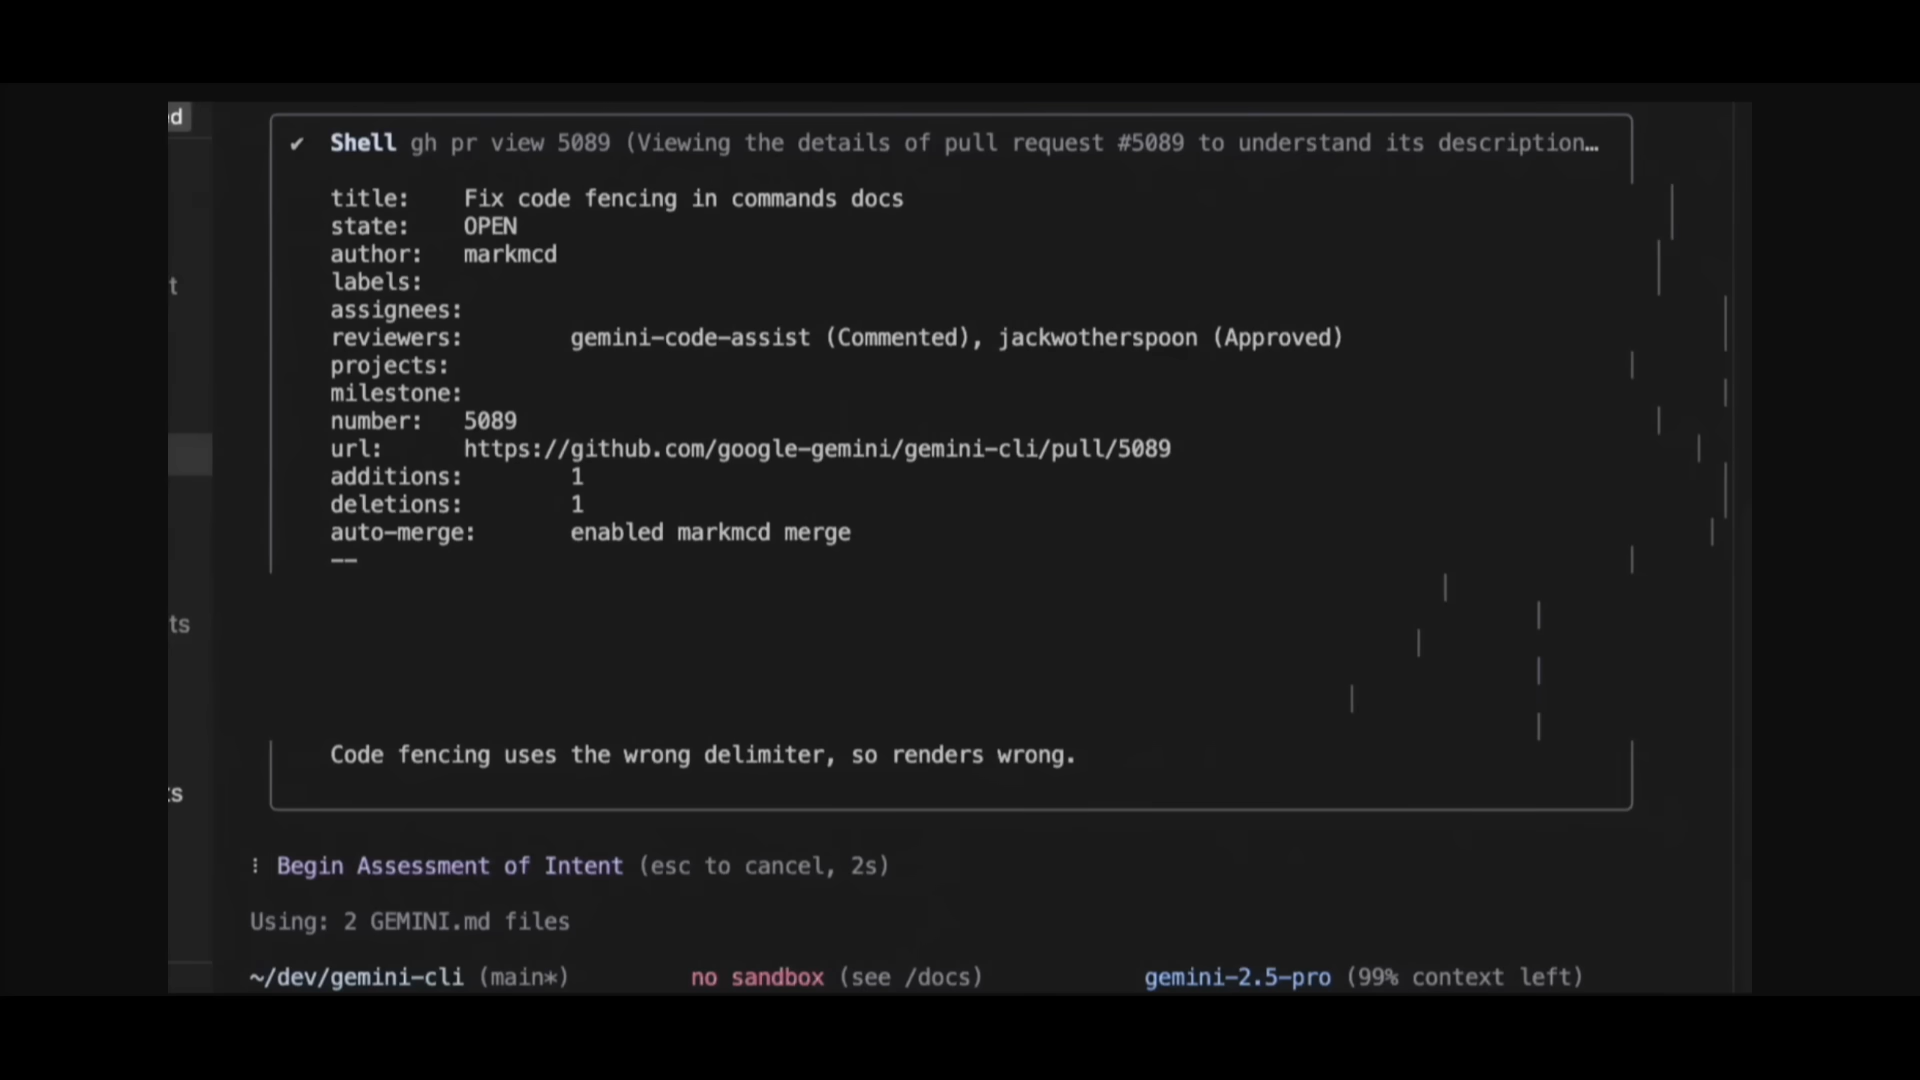 ed
✔ Shell gh pr view 5089 (Viewing the details of pull request #5089 to understand its description…
title: Fix code fencing in commands docs
state: OPEN
author: markmcd
labels:
t
assignees:
reviewers: gemini-code-assist (Commented), jackwotherspoon (Approved)
projects:
milestone:
number: 5089
url: https://github.com/google-gemini/gemini-cli/pull/5089
additions: 1
deletions: 1
auto-merge: enabled markmcd merge
--
ts
Code fencing uses the wrong delimiter, so renders wrong.
ts
⋮ Begin Assessment of Intent (esc to cancel, 2s)
Using: 2 GEMINI.md files
~/dev/gemini-cli (main*) no sandbox (see /docs) gemini-2.5-pro (99% context left)